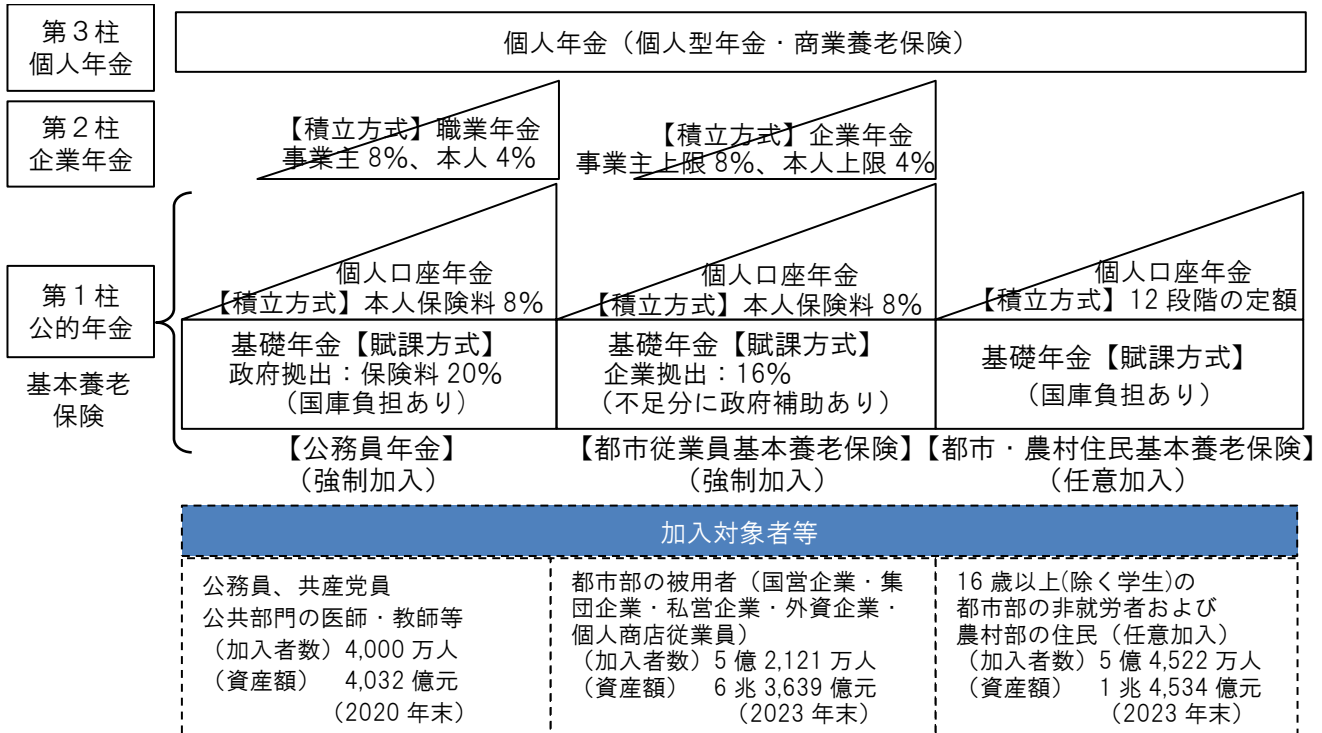 第３柱
個人年金
個人年金（個人型年金・商業養老保険）
第２柱
企業年金
【積立方式】職業年金
事業主 8%、本人 4%
【積立方式】企業年金
事業主上限 8%、本人上限 4%
第１柱
公的年金
基本養老
保険
個人口座年金
【積立方式】本人保険料 8%
個人口座年金
【積立方式】本人保険料 8%
個人口座年金
【積立方式】12 段階の定額
基礎年金【賦課方式】
政府拠出：保険料 20%
（国庫負担あり）
基礎年金【賦課方式】
企業拠出：16%
（不足分に政府補助あり）
基礎年金【賦課方式】
（国庫負担あり）
【公務員年金】
（強制加入）
【都市従業員基本養老保険】
（強制加入）
【都市・農村住民基本養老保険】
（任意加入）
加入対象者等
公務員、共産党員
公共部門の医師・教師等
（加入者数）4,000 万人
（資産額） 4,032 億元
（2020 年末）
都市部の被用者（国営企業・集
団企業・私営企業・外資企業・
個人商店従業員）
（加入者数）5 億 2,121 万人
（資産額） 6 兆 3,639 億元
（2023 年末）
16 歳以上(除く学生)の
都市部の非就労者および
農村部の住民（任意加入）
（加入者数）5 億 4,522 万人
（資産額） 1 兆 4,534 億元
（2023 年末）